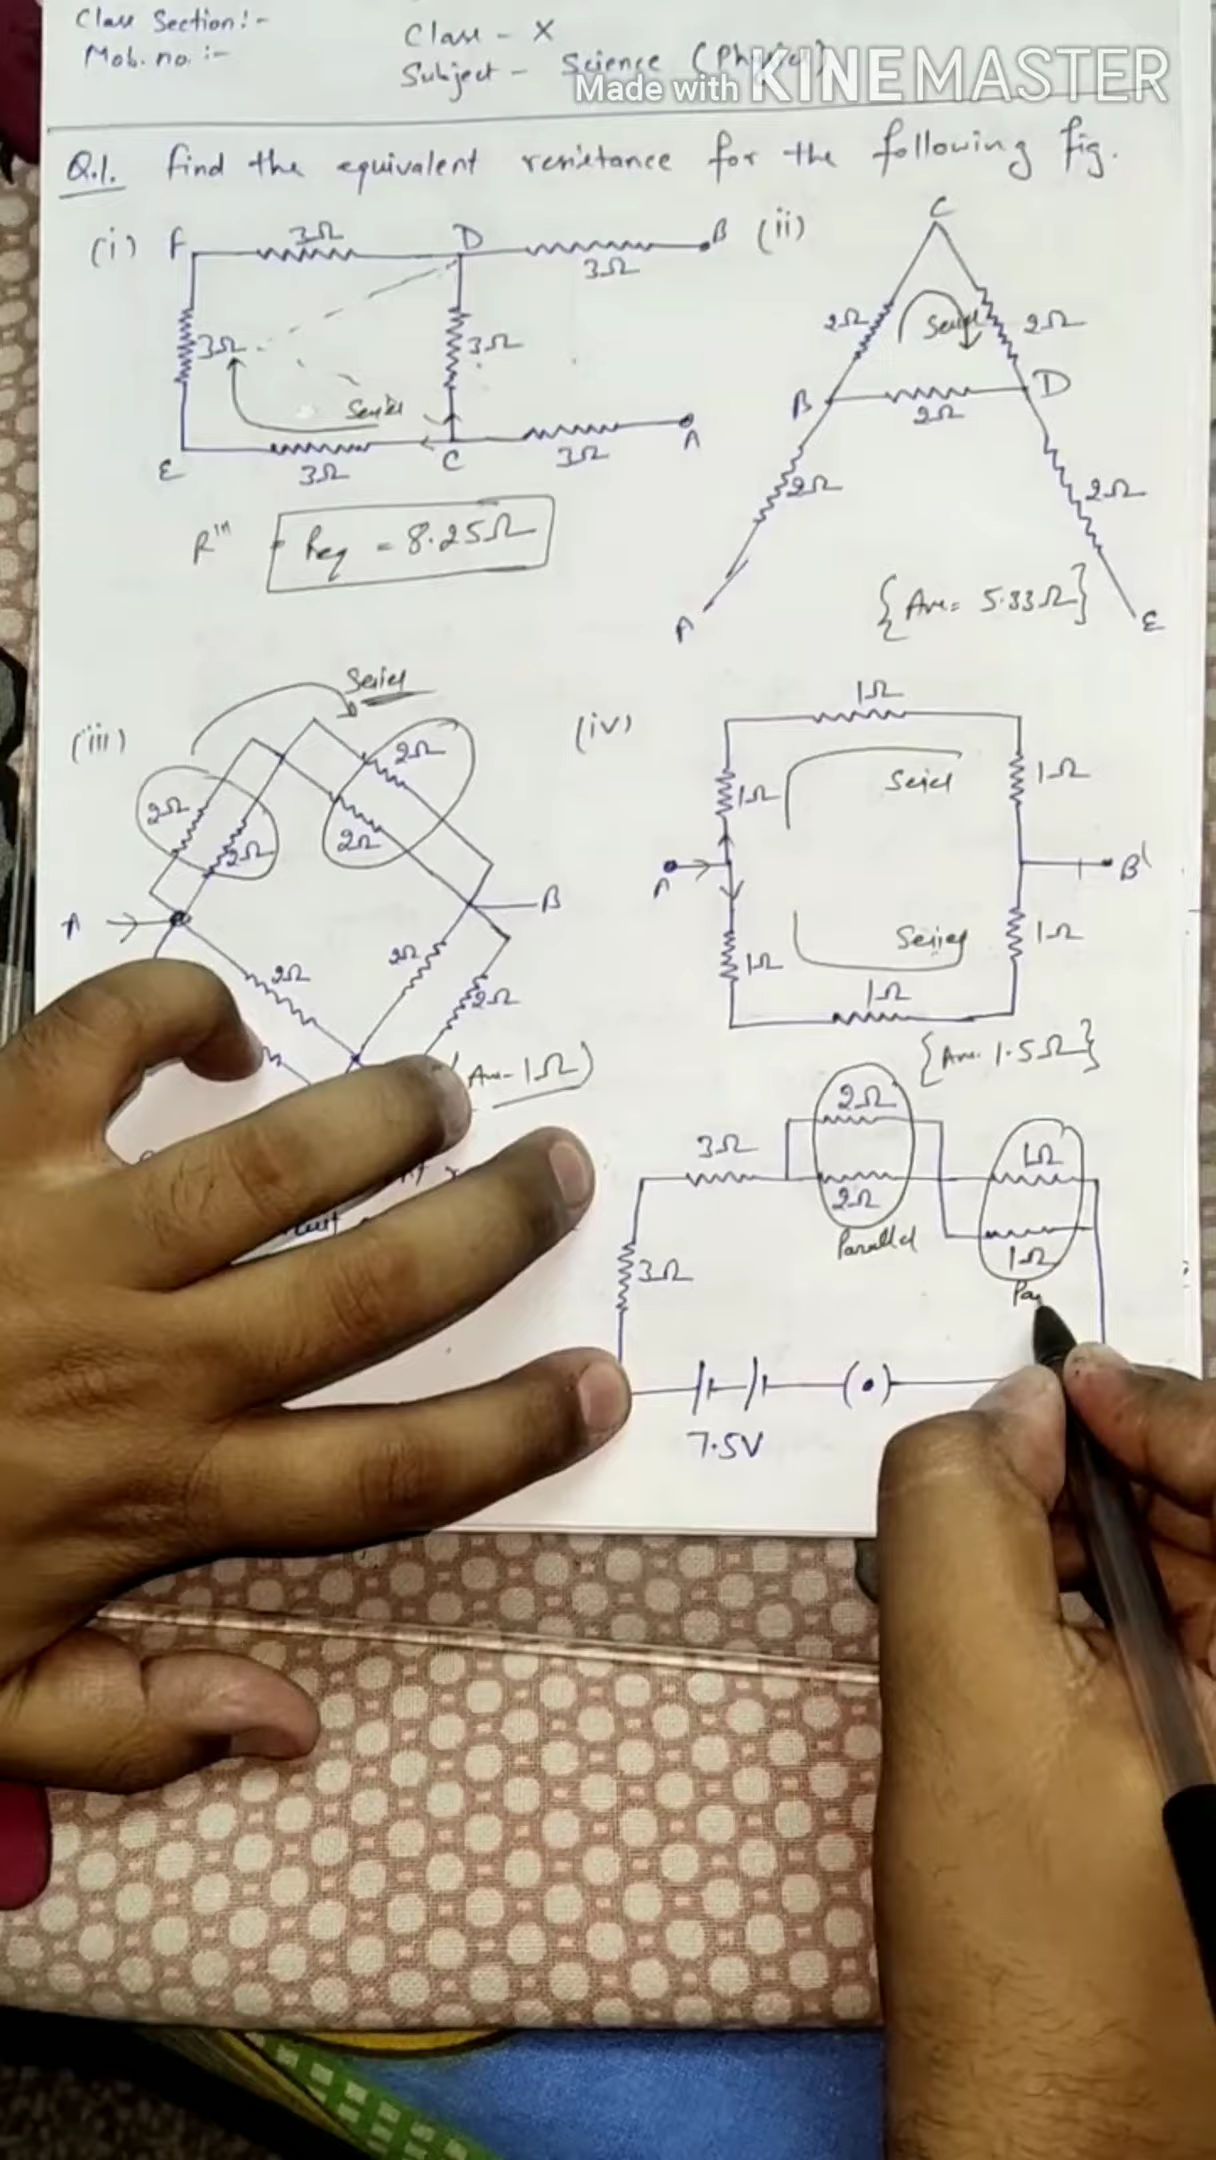 Class Section:-
Mob. no. :-
Class - X
Subject - Science (Physics)
Made with KINEMASTER
Q.1. find the equivalent resistance for the following fig.
(i) F 3Ω D B
3Ω
3Ω 3Ω
Series
E 3Ω C 3Ω A
R''' Req = 8.25Ω
(ii) C
2Ω Series 2Ω
B 2Ω D
2Ω 2Ω
{Ans = 5.33Ω}
A E
(iii) Series
2Ω 2Ω
2Ω 2Ω
A B
2Ω 2Ω
2Ω
(Ans - 1Ω)
(iv) 1Ω
1Ω Series 1Ω
A B
Series 1Ω
1Ω
1Ω
{Ans. 1.5Ω}
2Ω
3Ω 1Ω
2Ω
Parallel 1Ω
3Ω Pa
7.5V